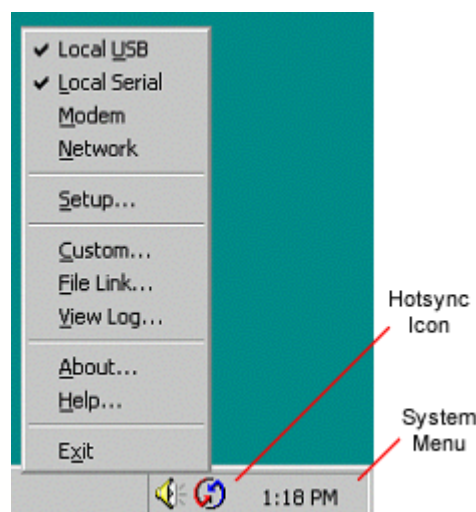 Local USB
Local Serial
Modem
Network
Setup...
Custom...
File Link...
View Log...
About...
Help...
Exit
Hotsync
Icon
System
Menu
1:18 PM